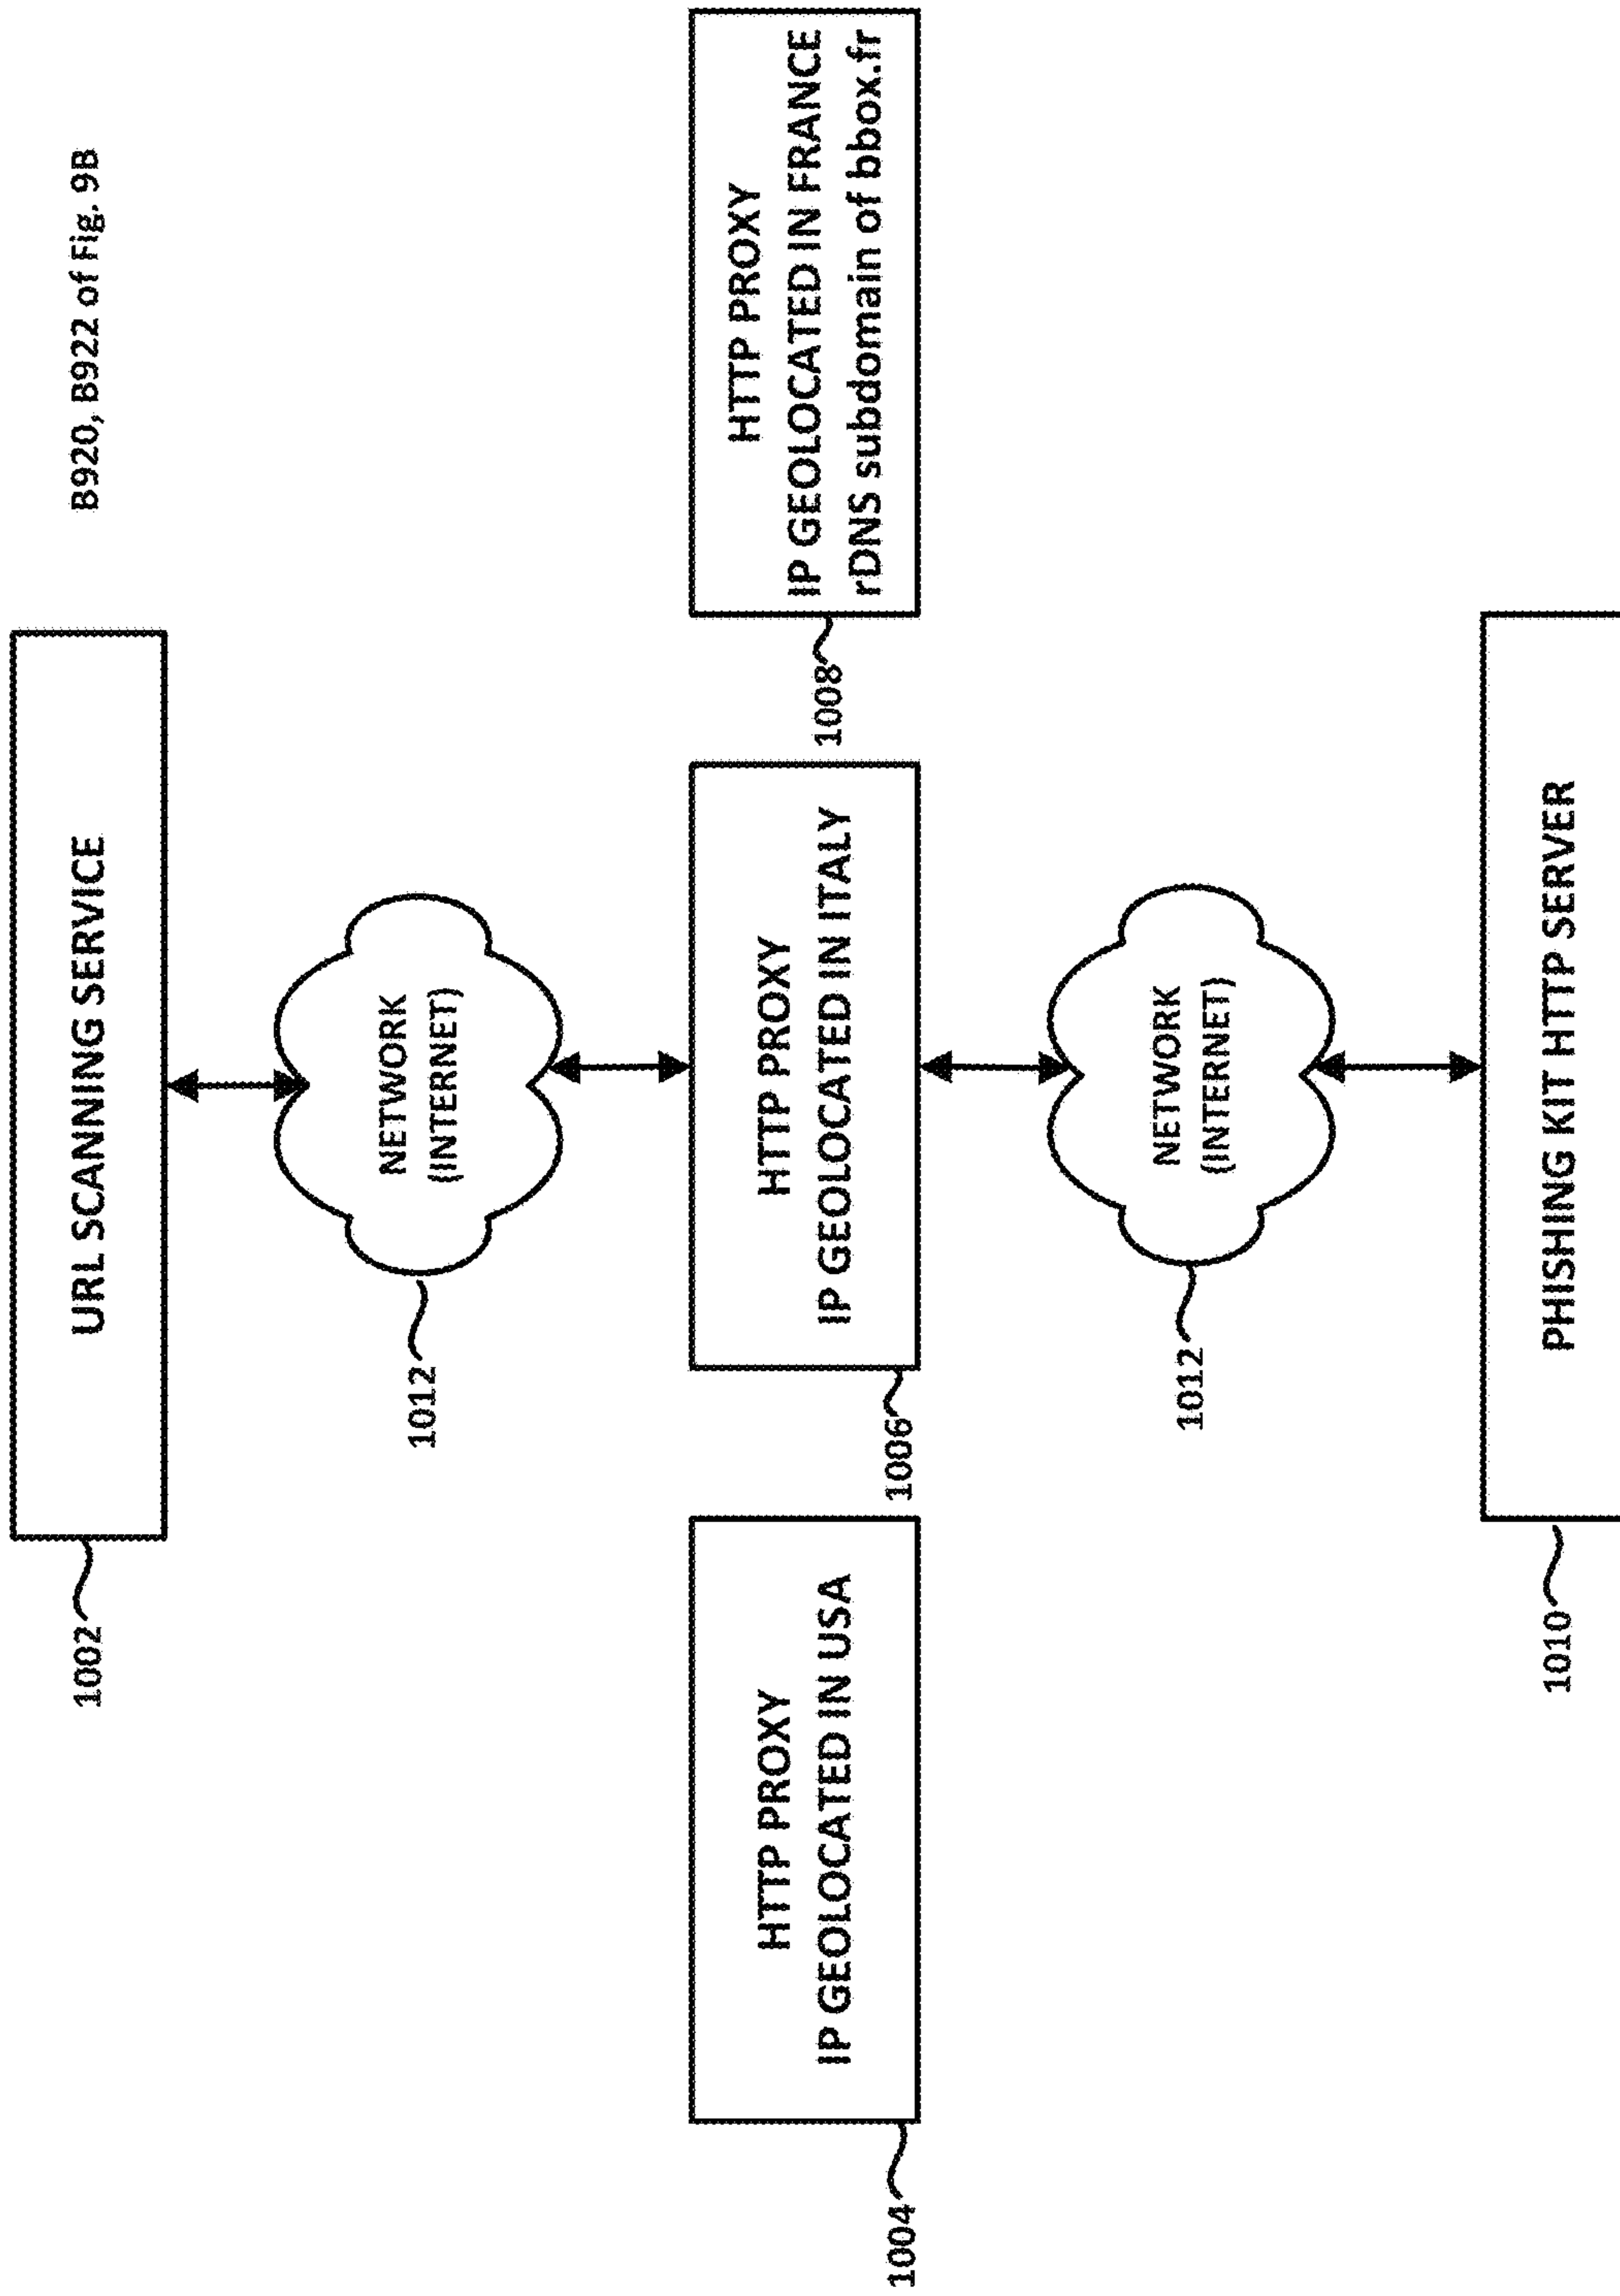 B920, B922 of Fig. 9B
1002
URL SCANNING SERVICE
1012
NETWORK
(INTERNET)
1004
HTTP PROXY
IP GEOLOCATED IN USA
1006
HTTP PROXY
IP GEOLOCATED IN ITALY
1008
HTTP PROXY
IP GEOLOCATED IN FRANCE
rDNS subdomain of bbox.fr
1012
NETWORK
(INTERNET)
1010
PHISHING KIT HTTP SERVER